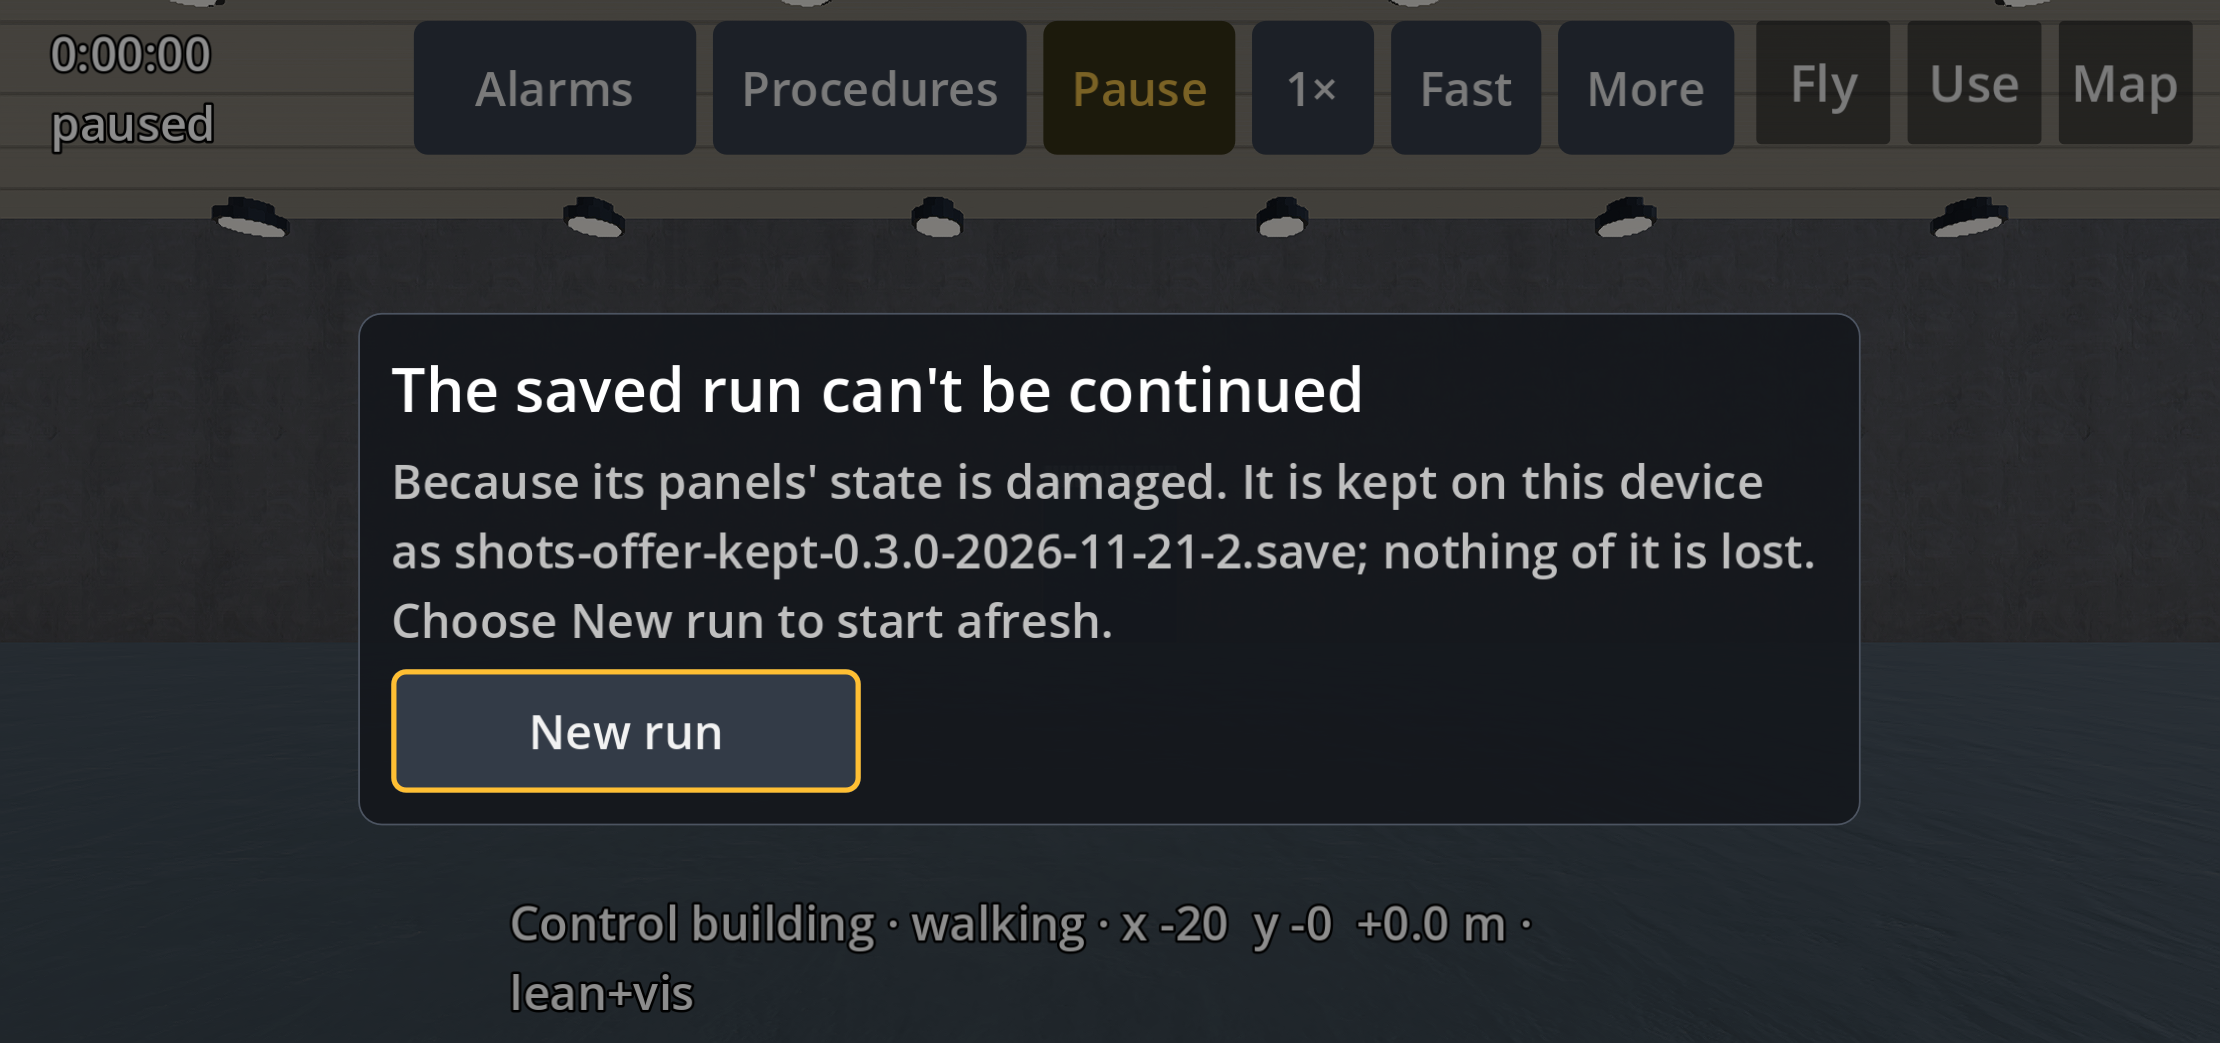 0:00:00
paused
Alarms
Procedures
Pause
1×
Fast
More
Fly
Use
Map
The saved run can't be continued
Because its panels' state is damaged. It is kept on this device
as shots-offer-kept-0.3.0-2026-11-21-2.save; nothing of it is lost.
Choose New run to start afresh.
New run
Control building · walking · x -20  y -0  +0.0 m ·
lean+vis